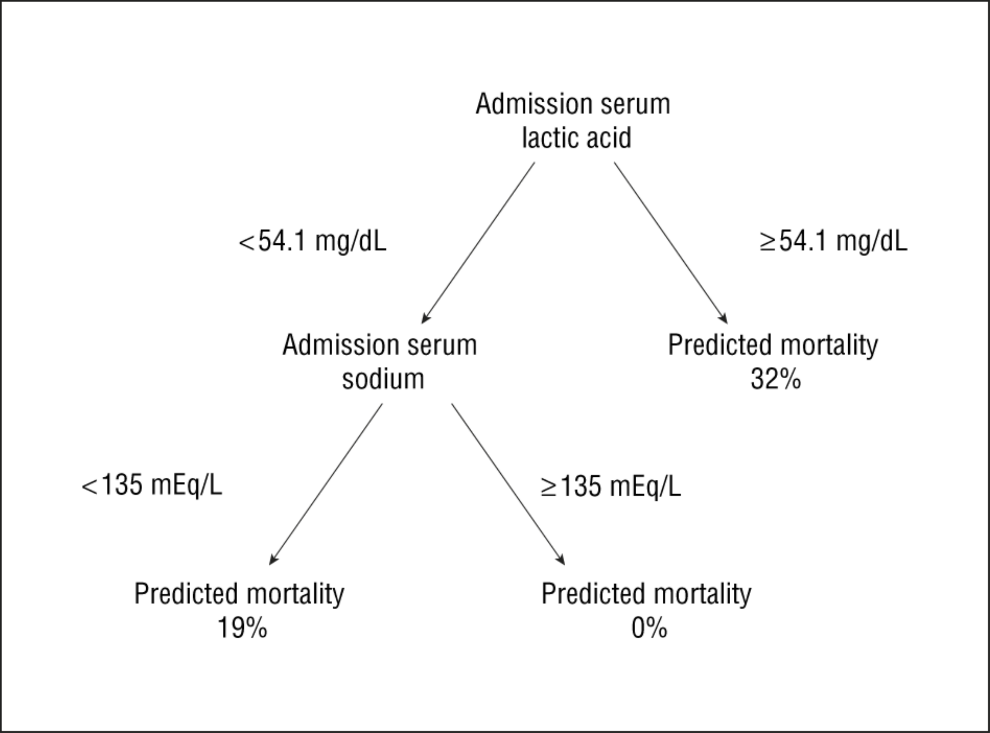 Admission serum
lactic acid
<54.1 mg/dL
≥54.1 mg/dL
Admission serum
sodium
Predicted mortality
32%
<135 mEq/L
≥135 mEq/L
Predicted mortality
19%
Predicted mortality
0%